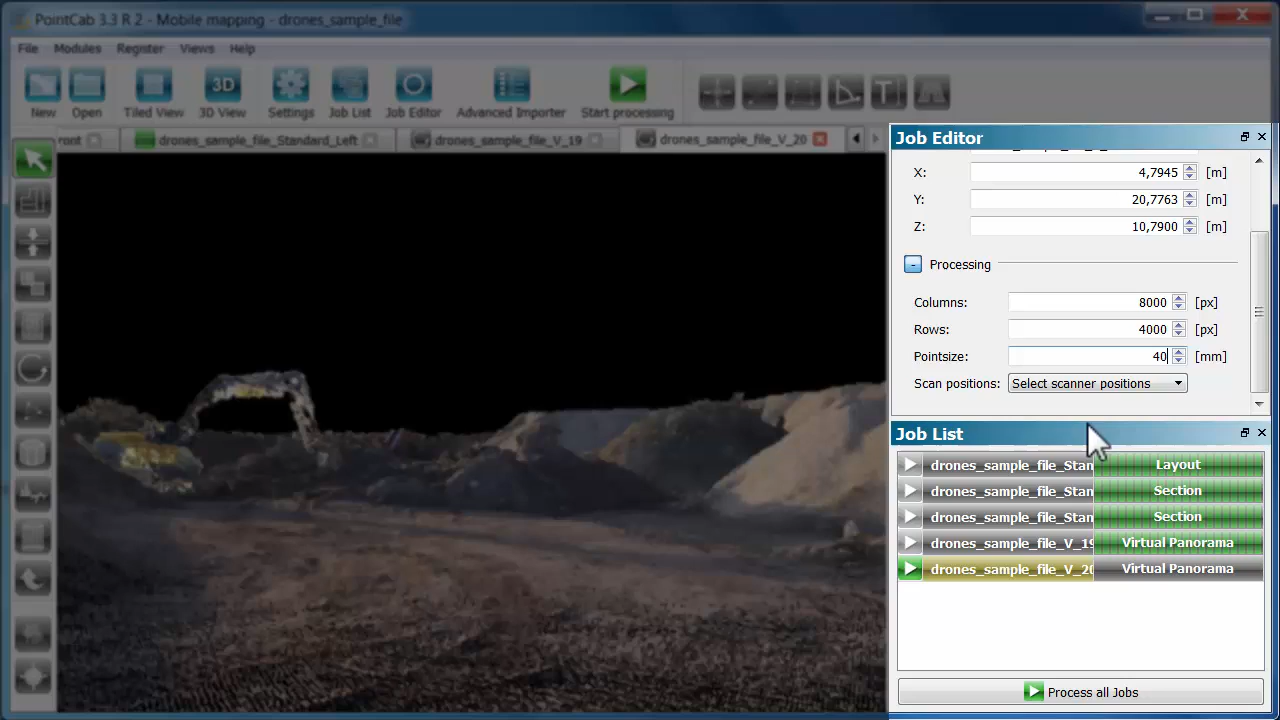 PointCab 3.3 R 2 - Mobile mapping - drones_sample_file
File Modules Register Views Help
3D
New Open Tiled View 3D View Settings Job List Job Editor Advanced Importer Start processing
T
ront drones_sample_file_Standard_Left drones_sample_file_V_19 drones_sample_file_V_20
Job Editor
X: 4,7945 [m]
Y: 20,7763 [m]
Z: 10,7900 [m]
- Processing
Columns: 8000 [px]
Rows: 4000 [px]
Pointsize: 40 [mm]
Scan positions: Select scanner positions
Job List
drones_sample_file_Stan Layout
drones_sample_file_Stan Section
drones_sample_file_Stan Section
drones_sample_file_V_19 Virtual Panorama
drones_sample_file_V_20 Virtual Panorama
Process all Jobs